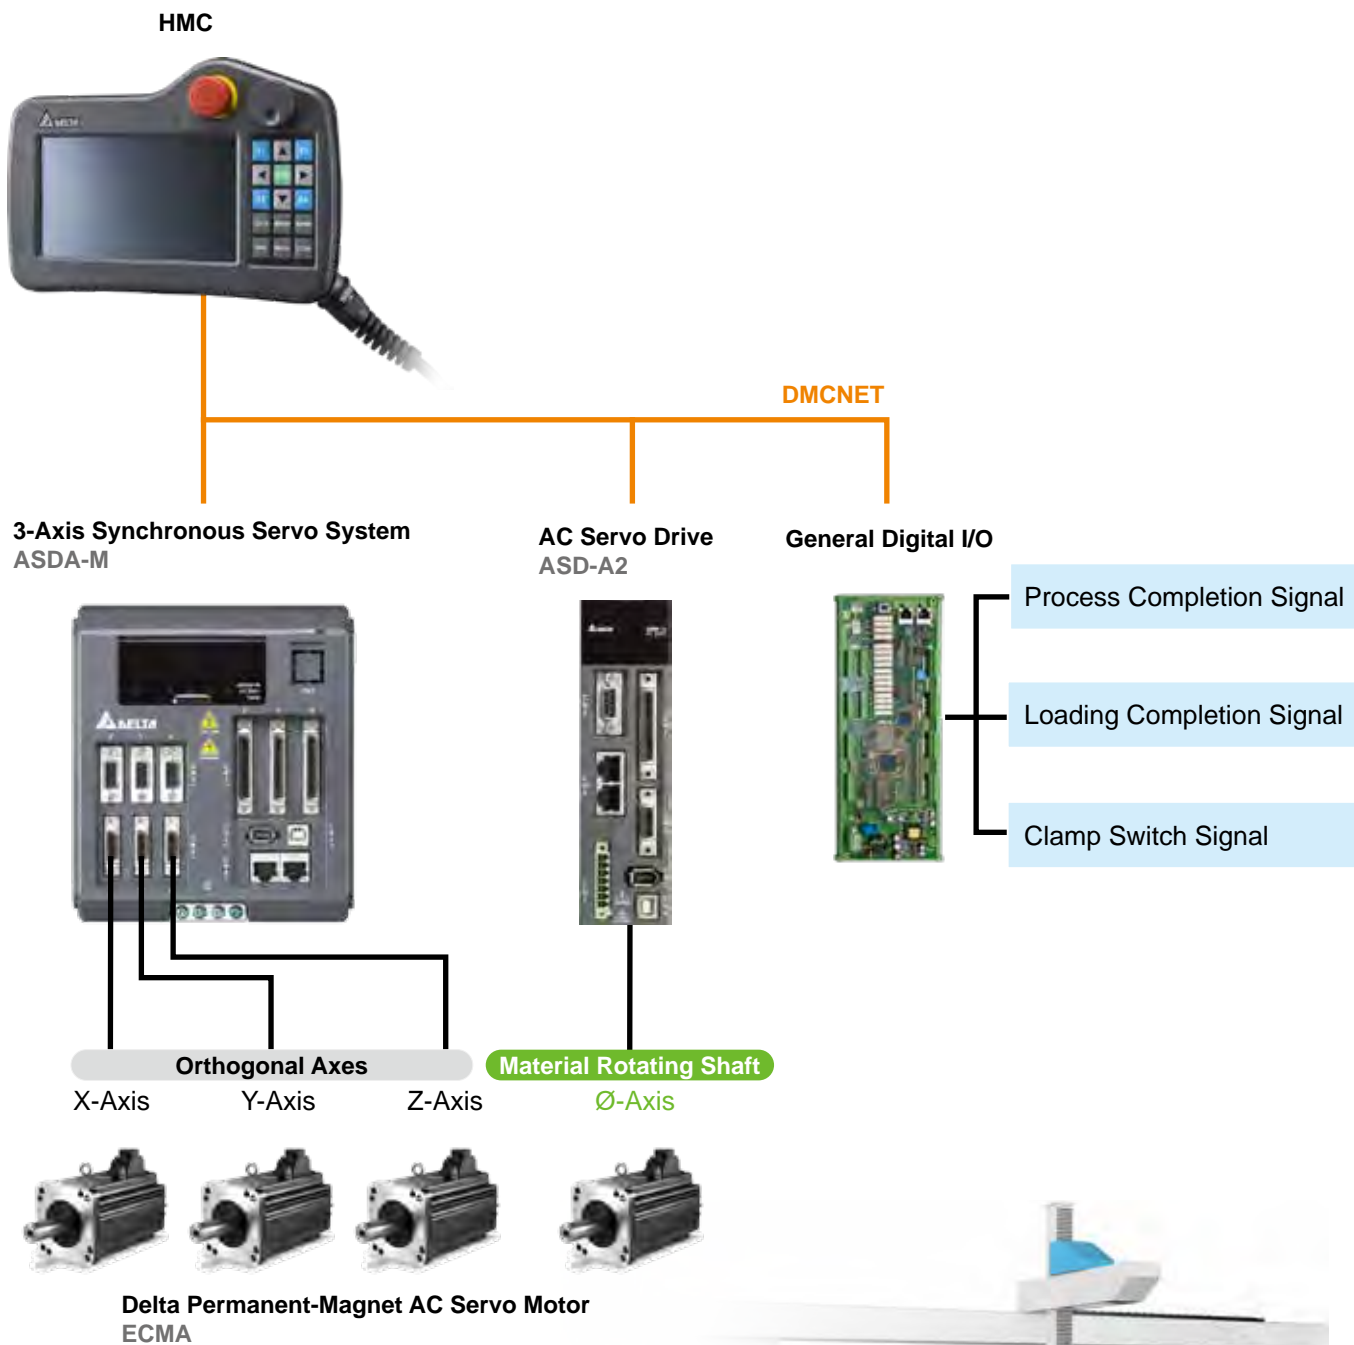 HMC
DELTA
DMCNET
3-Axis Synchronous Servo System
ASDA-M
AC Servo Drive
ASD-A2
General Digital I/O
Process Completion Signal
Loading Completion Signal
Clamp Switch Signal
DELTA
Orthogonal Axes
Material Rotating Shaft
X-Axis
Y-Axis
Z-Axis
Ø-Axis
Delta Permanent-Magnet AC Servo Motor
ECMA